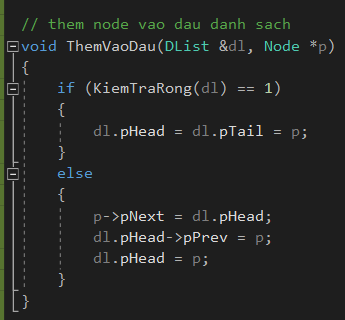 // them node vao dau danh sach
void ThemVaoDau(DList &dl, Node *p)
{
if (KiemTraRong(dl) == 1)
{
dl.pHead = dl.pTail = p;
}
else
{
p->pNext = dl.pHead;
dl.pHead->pPrev = p;
dl.pHead = p;
}
}